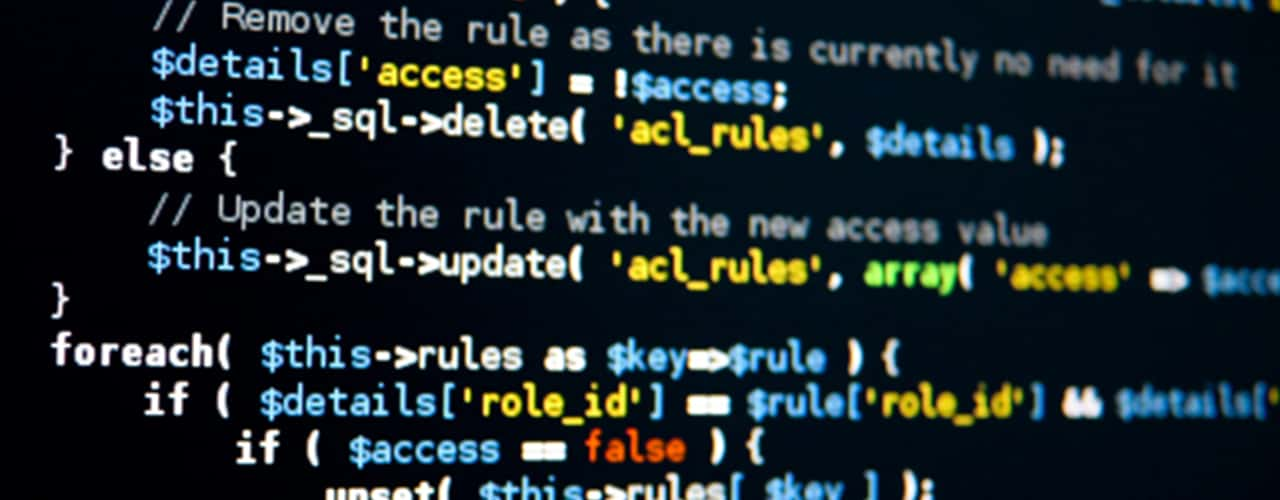 // Remove the rule as there is currently no need for it
$details['access'] = !$access;
$this->_sql->delete( 'acl_rules', $details );
} else {
// Update the rule with the new access value
$this->_sql->update( 'acl_rules', array( 'access' => $acce
}
foreach( $this->rules as $key=>$rule ) {
if ( $details['role_id'] == $rule['role_id'] && $details['
if ( $access == false ) {
unset( $this->rules[ $key ] );